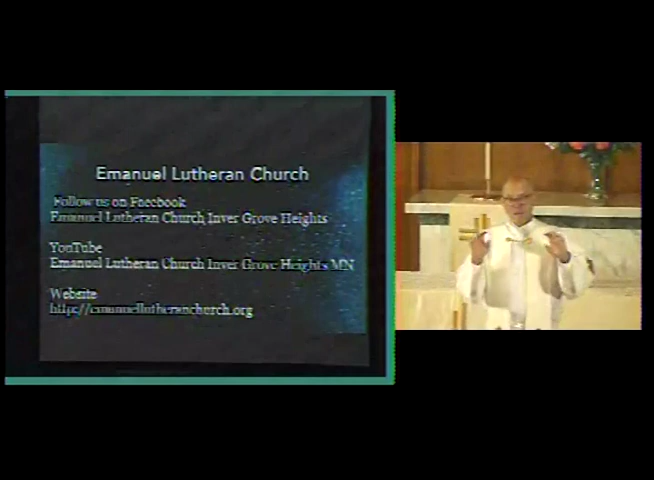 Emanuel Lutheran Church
Follow us on Facebook
Emanuel Lutheran Church Inver Grove Heights
YouTube
Emanuel Lutheran Church Inver Grove Heights MN
Website
http://emanuellutheranchurch.org